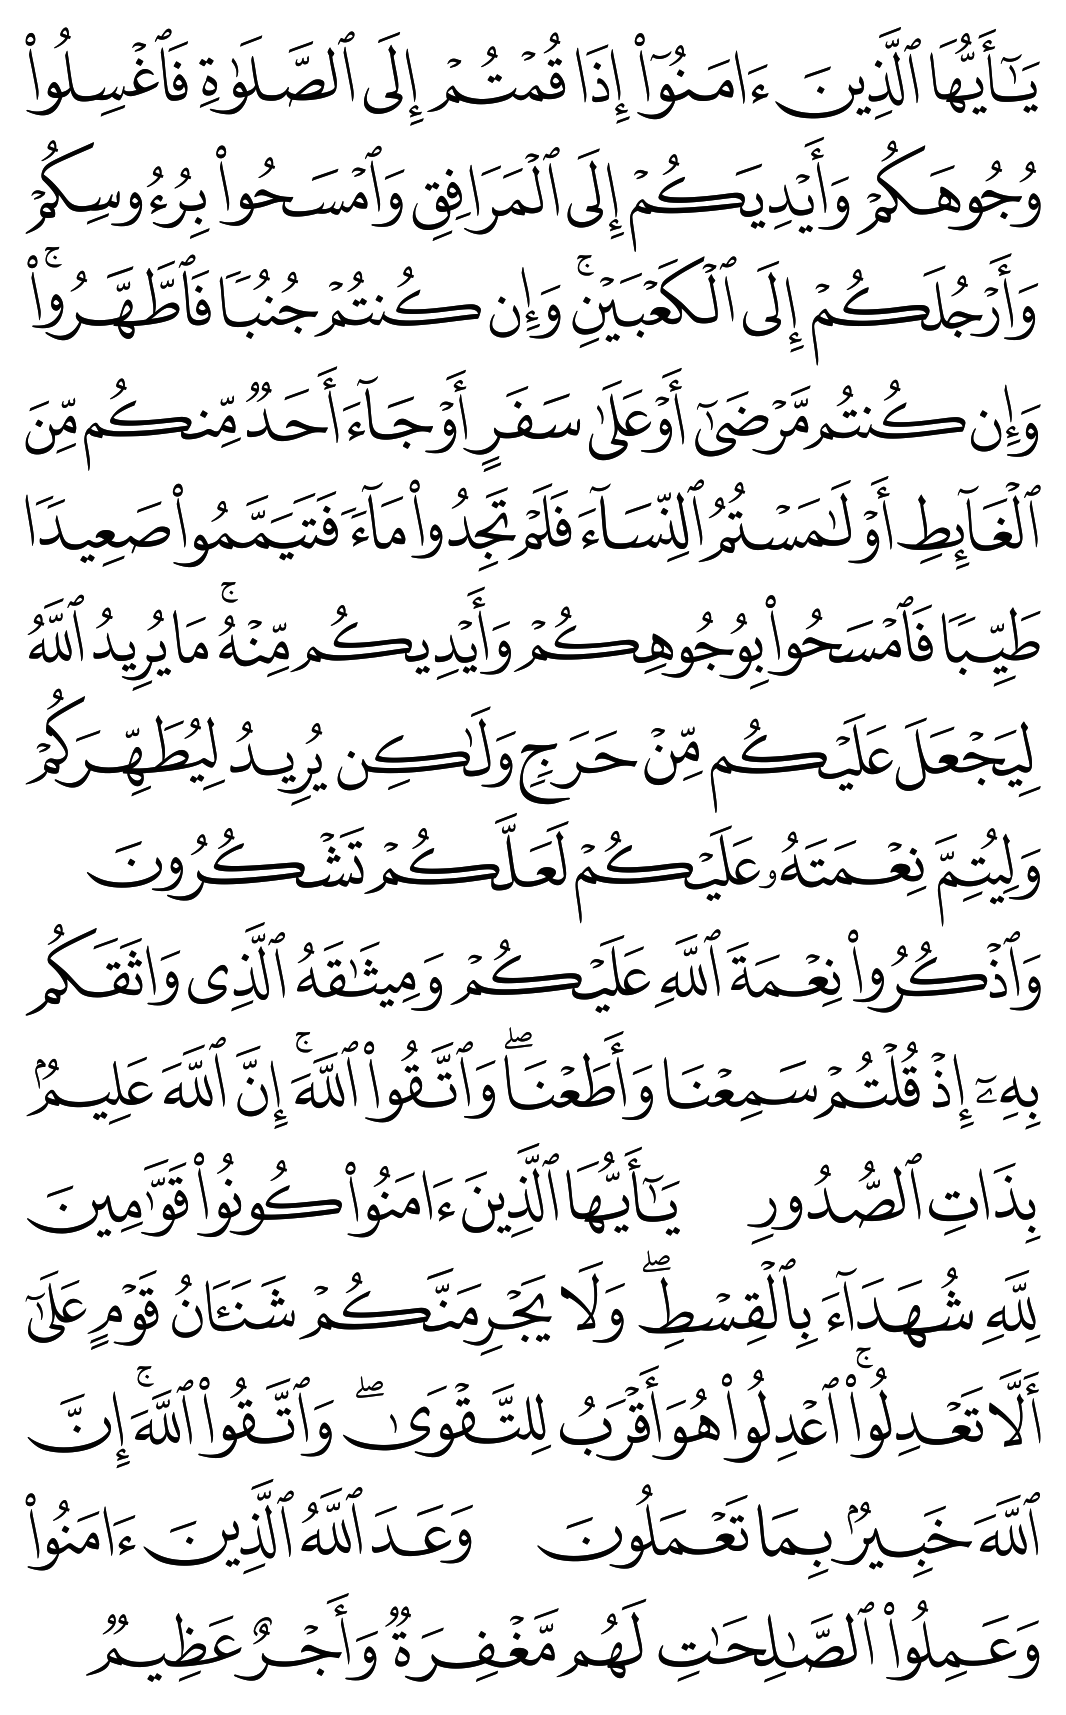 يَـٰٓأَيُّهَا ٱلَّذِينَ ءَامَنُوٓا۟ إِذَا قُمْتُمْ إِلَى ٱلصَّلَوٰةِ فَٱغْسِلُوا۟
وُجُوهَكُمْ وَأَيْدِيَكُمْ إِلَى ٱلْمَرَافِقِ وَٱمْسَحُوا۟ بِرُءُوسِكُمْ
وَأَرْجُلَكُمْ إِلَى ٱلْكَعْبَيْنِ ۚ وَإِن كُنتُمْ جُنُبًا فَٱطَّهَّرُوا۟ ۚ
وَإِن كُنتُم مَّرْضَىٰٓ أَوْ عَلَىٰ سَفَرٍ أَوْ جَآءَ أَحَدٌ مِّنكُم مِّنَ
ٱلْغَآئِطِ أَوْ لَـٰمَسْتُمُ ٱلنِّسَآءَ فَلَمْ تَجِدُوا۟ مَآءً فَتَيَمَّمُوا۟ صَعِيدًا
طَيِّبًا فَٱمْسَحُوا۟ بِوُجُوهِكُمْ وَأَيْدِيكُم مِّنْهُ ۚ مَا يُرِيدُ ٱللَّهُ
لِيَجْعَلَ عَلَيْكُم مِّنْ حَرَجٍ وَلَـٰكِن يُرِيدُ لِيُطَهِّرَكُمْ
وَلِيُتِمَّ نِعْمَتَهُۥ عَلَيْكُمْ لَعَلَّكُمْ تَشْكُرُونَ
وَٱذْكُرُوا۟ نِعْمَةَ ٱللَّهِ عَلَيْكُمْ وَمِيثَـٰقَهُ ٱلَّذِى وَاثَقَكُم
بِهِۦٓ إِذْ قُلْتُمْ سَمِعْنَا وَأَطَعْنَا ۖ وَٱتَّقُوا۟ ٱللَّهَ ۚ إِنَّ ٱللَّهَ عَلِيمٌۢ
بِذَاتِ ٱلصُّدُورِ يَـٰٓأَيُّهَا ٱلَّذِينَ ءَامَنُوا۟ كُونُوا۟ قَوَّٰمِينَ
لِلَّهِ شُهَدَآءَ بِٱلْقِسْطِ ۖ وَلَا يَجْرِمَنَّكُمْ شَنَـَٔانُ قَوْمٍ عَلَىٰٓ
أَلَّا تَعْدِلُوا۟ ۚ ٱعْدِلُوا۟ هُوَ أَقْرَبُ لِلتَّقْوَىٰ ۖ وَٱتَّقُوا۟ ٱللَّهَ ۚ إِنَّ
ٱللَّهَ خَبِيرٌۢ بِمَا تَعْمَلُونَ وَعَدَ ٱللَّهُ ٱلَّذِينَ ءَامَنُوا۟
وَعَمِلُوا۟ ٱلصَّـٰلِحَـٰتِ لَهُم مَّغْفِرَةٌ وَأَجْرٌ عَظِيمٌ